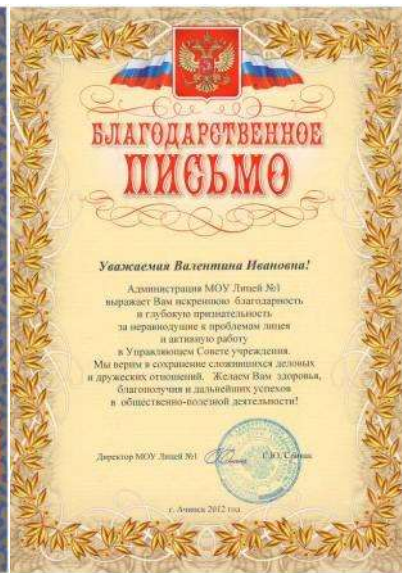 БЛАГОДАРСТВЕННОЕ
ПИСЬМО
Уважаемая Валентина Ивановна!
Администрация МОУ Лицей №1
выражает Вам искреннюю благодарность
и глубокую признательность
за неравнодушие к проблемам лицея
и активную работу
в Управляющем Совете учреждения.
Мы верим в сохранение сложившихся деловых
и дружеских отношений. Желаем Вам здоровья,
благополучия и дальнейших успехов
в общественно-полезной деятельности!
Директор МОУ Лицей №1 С.Ю.
г. Ачинск 2012 год